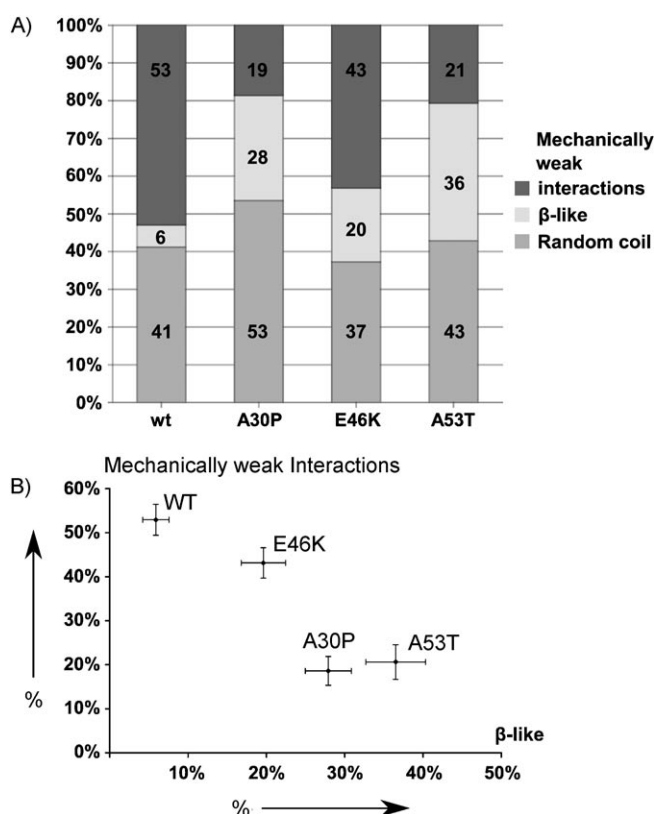 A)
100%
90%
80%
70%
60%
50%
40%
30%
20%
10%
0%
53
6
41
19
28
53
43
20
37
21
36
43
wt
A30P
E46K
A53T
Mechanically
weak
interactions
β-like
Random coil
B)
Mechanically weak Interactions
60%
50%
40%
30%
20%
10%
0%
%
WT
E46K
A30P
A53T
β-like
10%
20%
30%
40%
50%
%